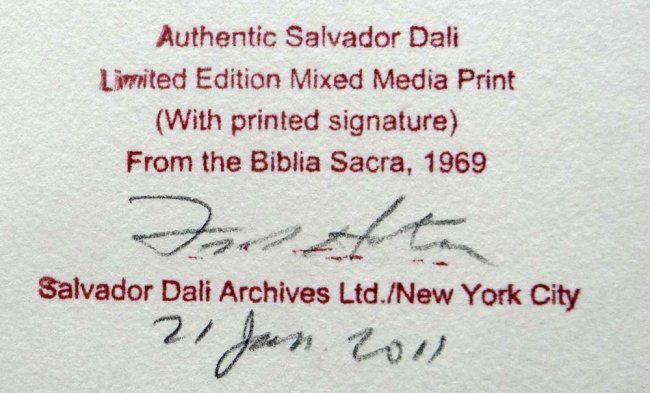 Authentic Salvador Dali
Limited Edition Mixed Media Print
(With printed signature)
From the Biblia Sacra, 1969
Salvador Dali Archives Ltd./New York City
21 Jan. 2011